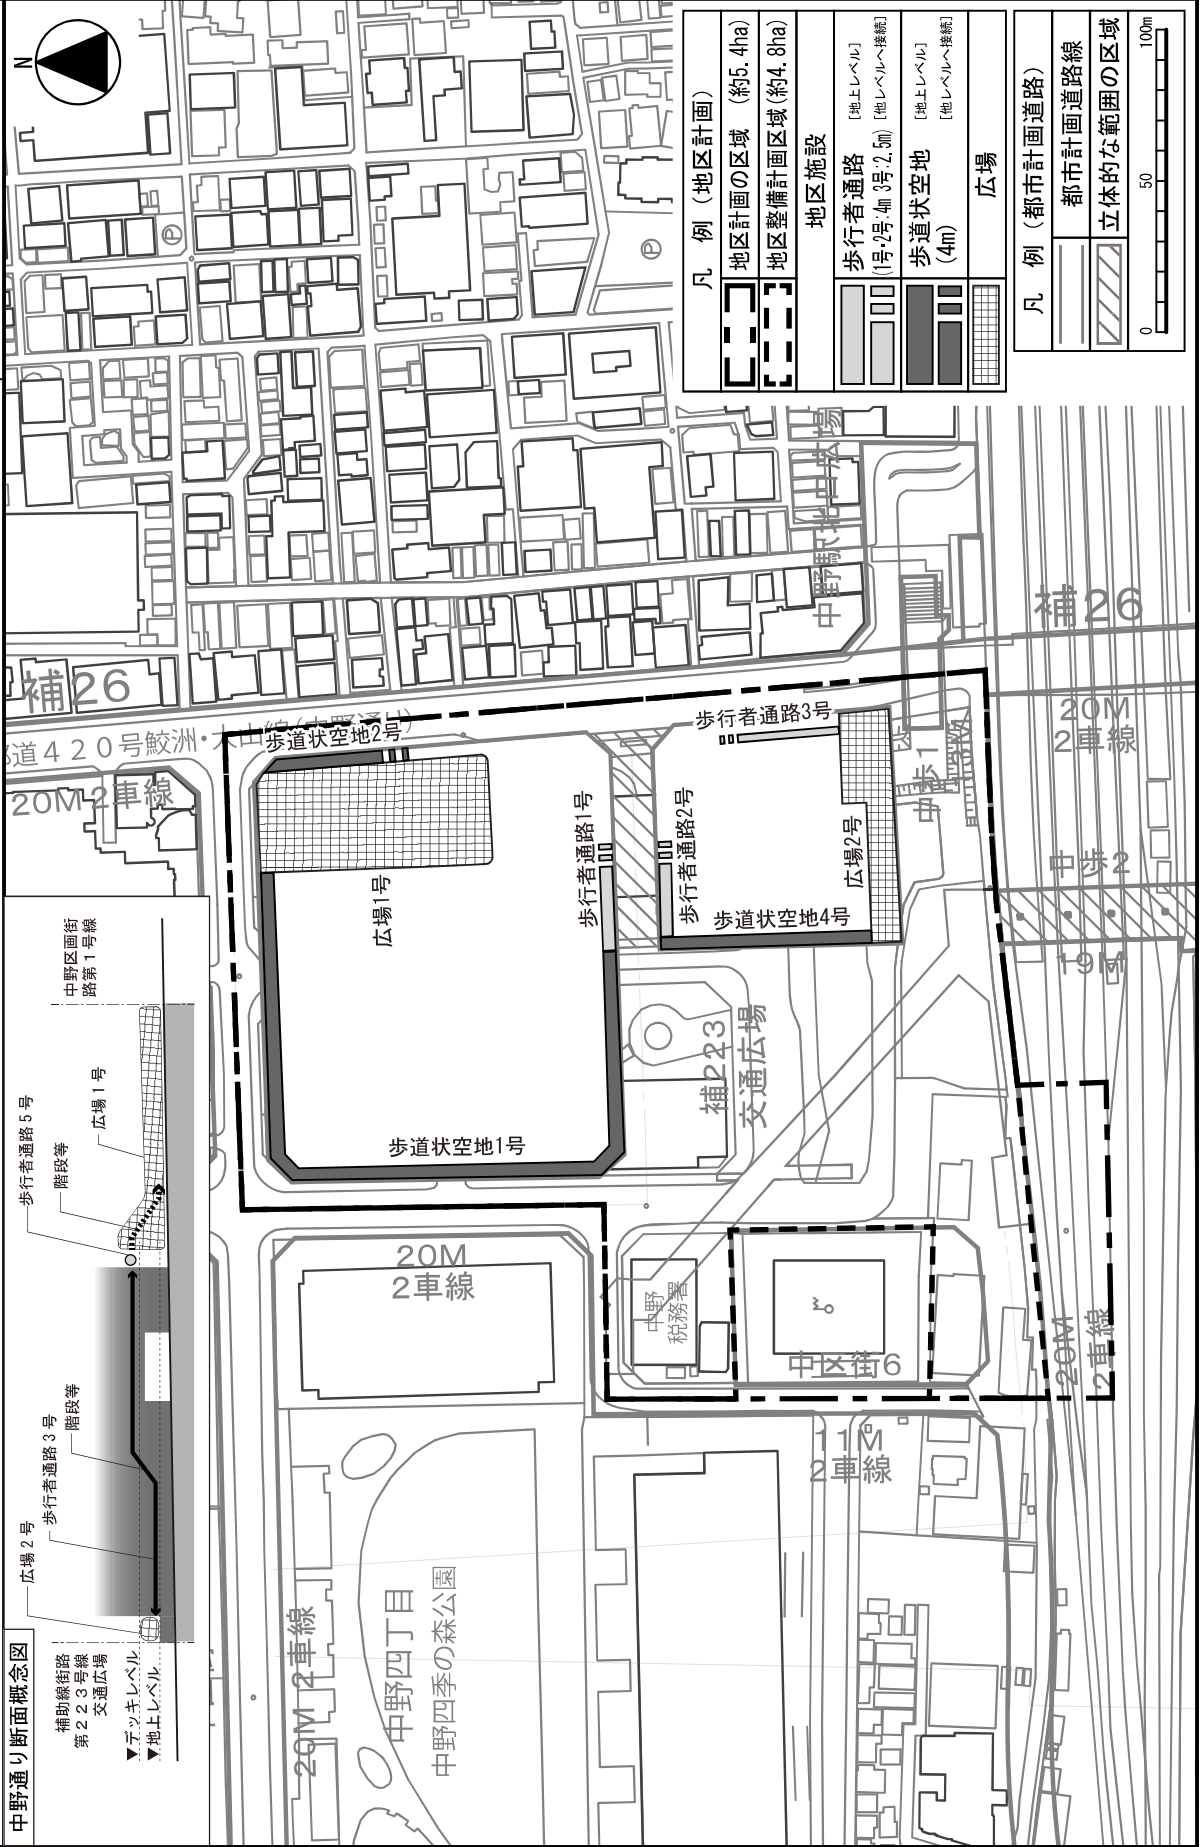 中野通り断面概念図
広場２号
歩行者通路３号
階段等
歩行者通路５号
階段等
広場１号
補助線街路
第２２３号線
交通広場
中野区画街
路第１号線
▼デッキレベル
▼地上レベル
N
凡　例（地区計画）
地区計画の区域　（約5.4ha）
地区整備計画区域（約4.8ha）
地区施設
歩行者通路
(1号・2号:4m 3号:2.5m)
[地上レベル]
[他レベルへ接続]
歩道状空地
(4m)
[地上レベル]
[他レベルへ接続]
広場
凡　例（都市計画道路）
都市計画道路線
立体的な範囲の区域
0
50
100m
補26
道４２０号鮫洲・大山線(中野通り)
20M2車線
歩道状空地2号
広場1号
歩道状空地1号
歩行者通路1号
歩行者通路2号
歩行者通路3号
広場2号
歩道状空地4号
中野駅北口広場
補26
20M
2車線
中歩1
中歩2
19M
補223
交通広場
20M
2車線
中野
税務署
中区街6
20M
2車線
11M
2車線
20M 2車線
中野四丁目
中野四季の森公園
P
P